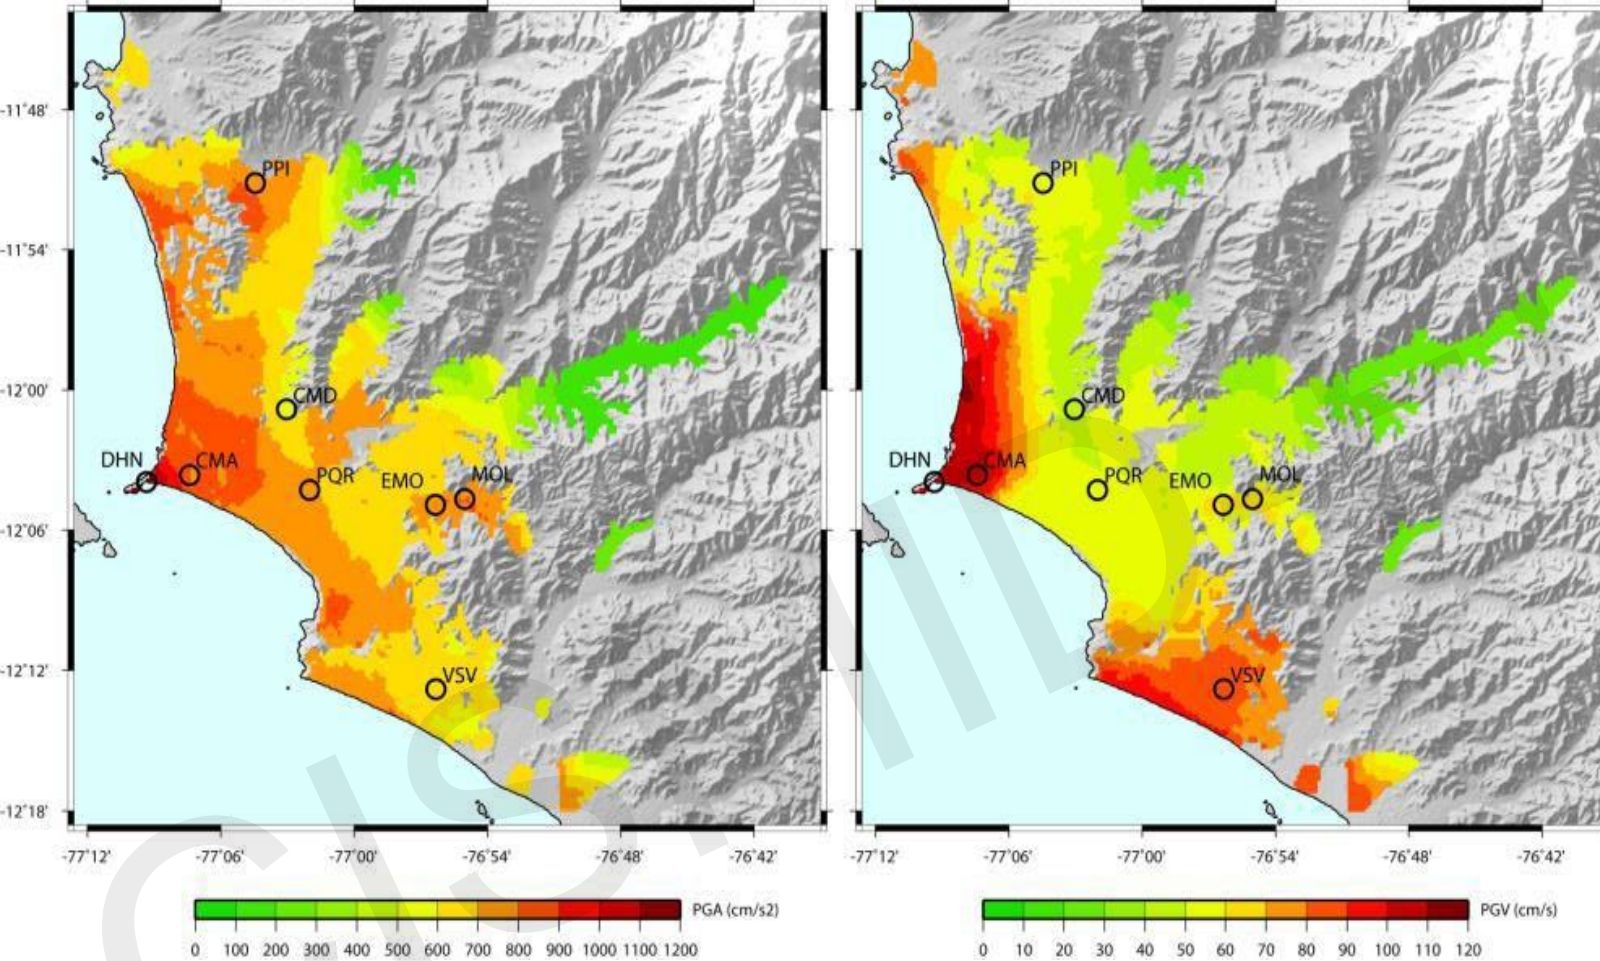 PPI
PPI
-11°48'
-11°54'
-12°00'
CMD
CMD
DHN
CMA
DHN
CMA
PQR
EMO
MOL
PQR
EMO
MOL
-12°06'
-12°12'
VSV
VSV
-12°18'
-77°12'
-77°06'
-77°00'
-76°54'
-76°48'
-76°42'
-77°12'
-77°06'
-77°00'
-76°54'
-76°48'
-76°42'
PGA (cm/s2)
PGV (cm/s)
0 100 200 300 400 500 600 700 800 900 1000 1100 1200
0 10 20 30 40 50 60 70 80 90 100 110 120